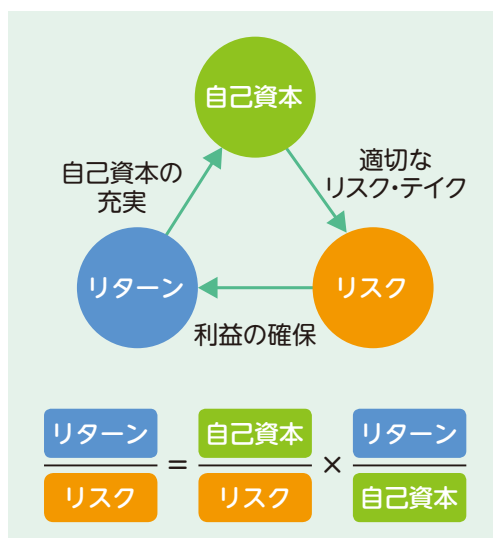 自己資本
自己資本の
充実
適切な
リスク・テイク
リターン
リスク
利益の確保
リターン 自己資本 リターン
= ×
リスク リスク 自己資本